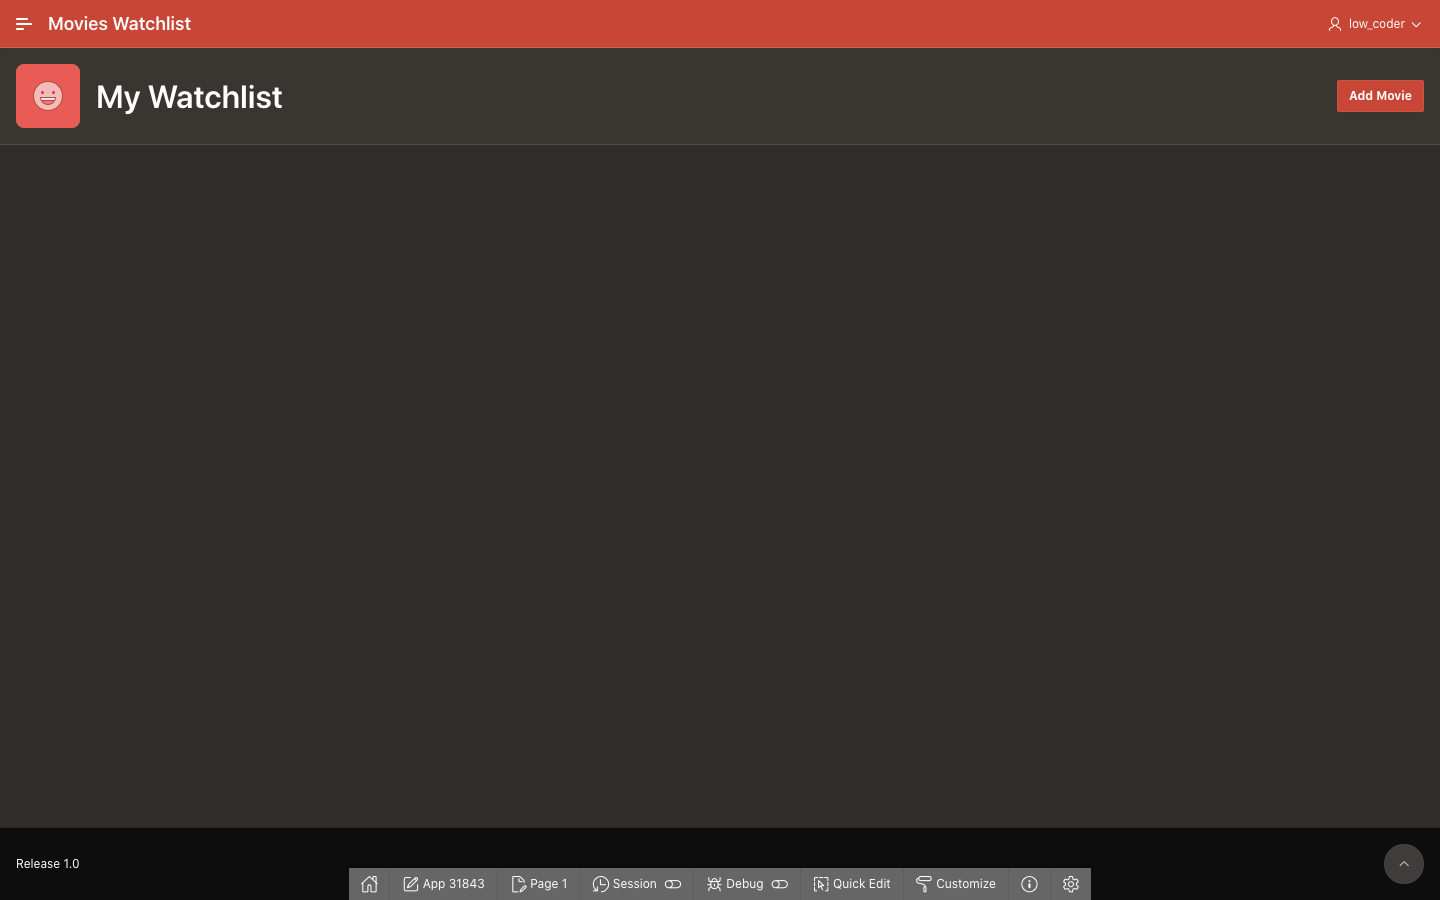 Movies Watchlist
low_coder
My Watchlist
Add Movie
Release 1.0
App 31843
Page 1
Session
Debug
Quick Edit
Customize